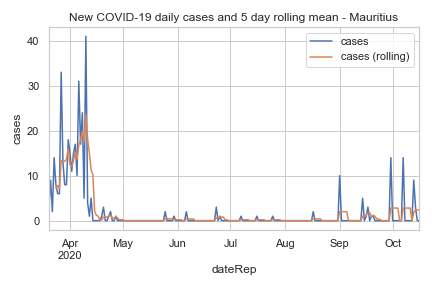 New COVID-19 daily cases and 5 day rolling mean - Mauritius
cases
cases (rolling)
40
30
20
10
0
cases
Apr
2020
May
Jun
Jul
Aug
Sep
Oct
dateRep